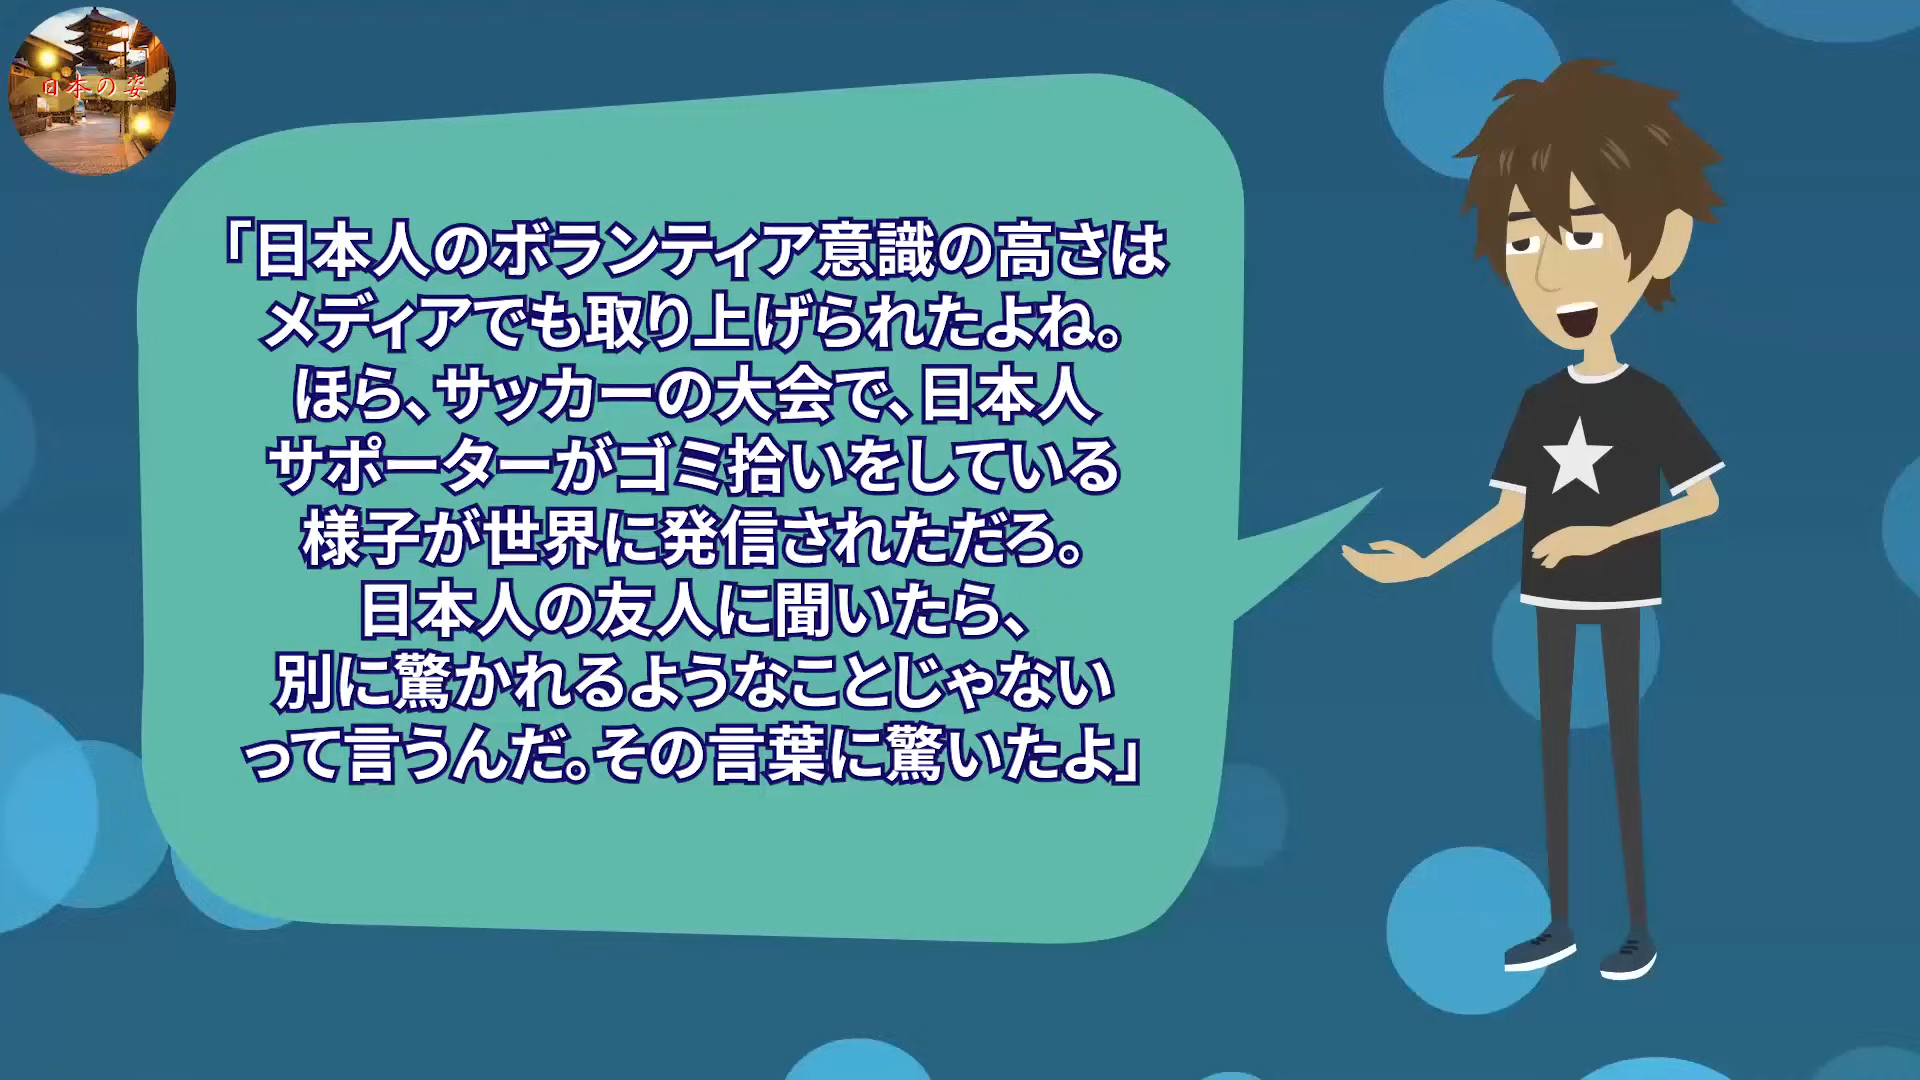 日本の姿
「日本人のボランティア意識の高さは
メディアでも取り上げられたよね。
ほら、サッカーの大会で、日本人
サポーターがゴミ拾いをしている
様子が世界に発信されただろ。
日本人の友人に聞いたら、
別に驚かれるようなことじゃない
って言うんだ。その言葉に驚いたよ」